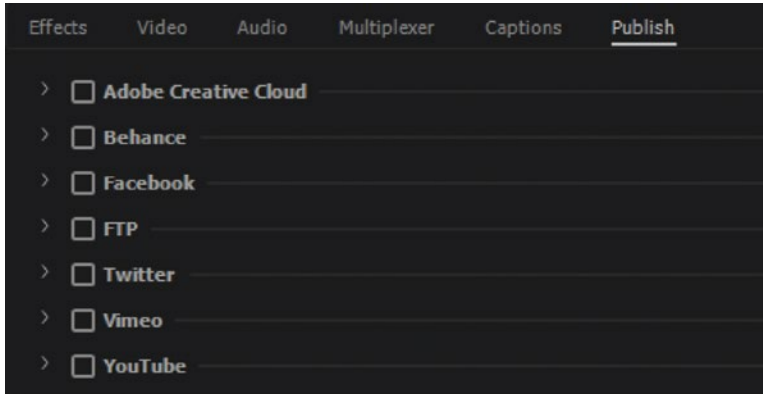 Effects Video Audio Multiplexer Captions Publish
Adobe Creative Cloud
Behance
Facebook
FTP
Twitter
Vimeo
YouTube